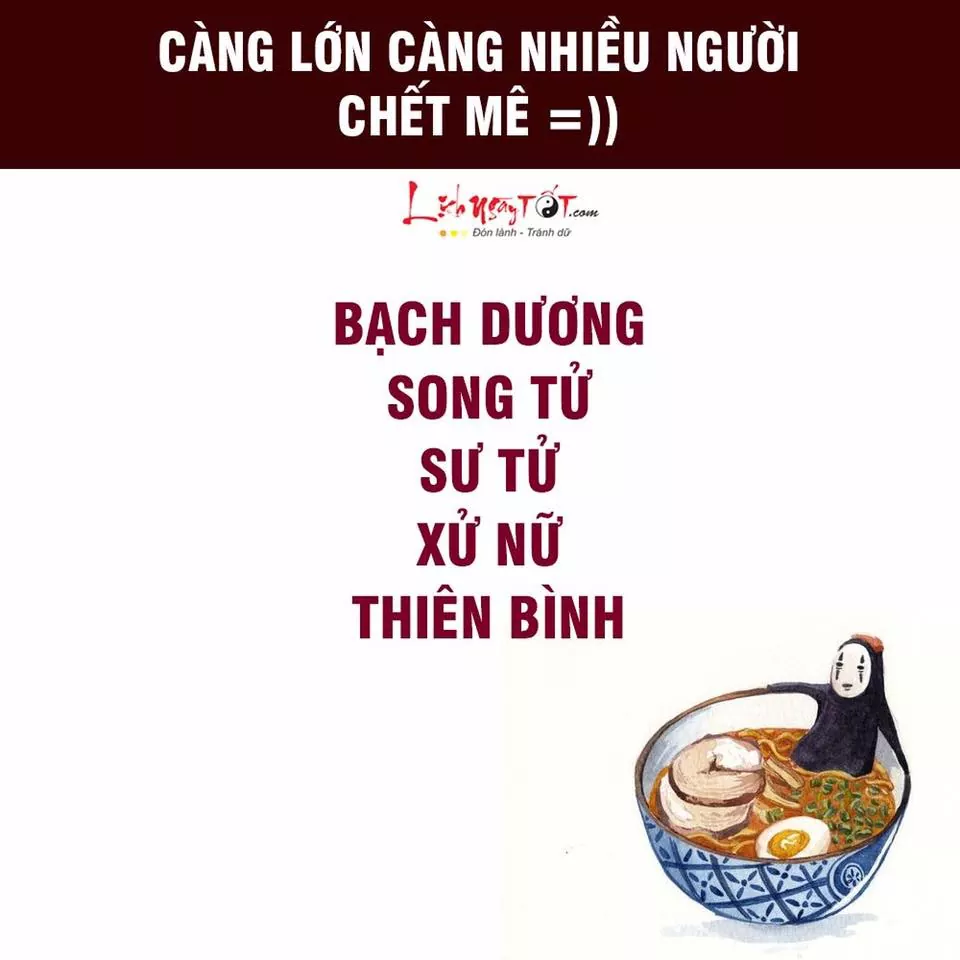 CÀNG LỚN CÀNG NHIỀU NGƯỜI
CHẾT MÊ =))
LịchNgàyTỐT.com
Đón lành - Tránh dữ
BẠCH DƯƠNG
SONG TỬ
SƯ TỬ
XỬ NỮ
THIÊN BÌNH